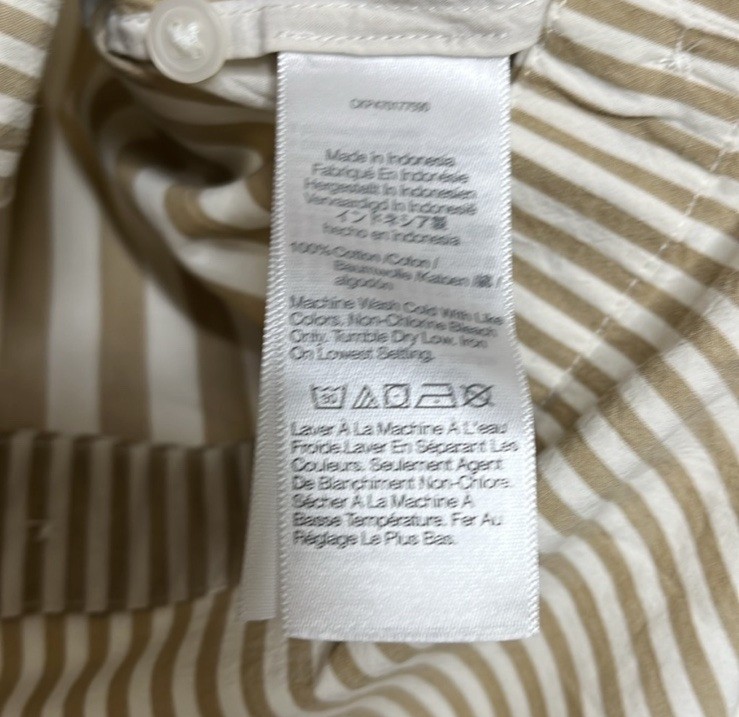 Made in Indonesia
Fabriqué En Indonésie
Hergestellt In Indonesien
Vervaardigd In Indonesië
インドネシア製
hecho en Indonesia
100% Cotton /Coton /
Baumwolle /Katoen /綿 /
algodón
Machine Wash Cold With Like
Colors. Non-Chlorine Bleach
Only. Tumble Dry Low. Iron
On Lowest Setting.
30
Laver A La Machine A L'eau
Froide.Laver En Séparant Les
Couleurs. Seulement Agent
De Blanchiment Non-Chlore.
Sécher A La Machine A
Basse Température. Fer Au
Réglage Le Plus Bas.